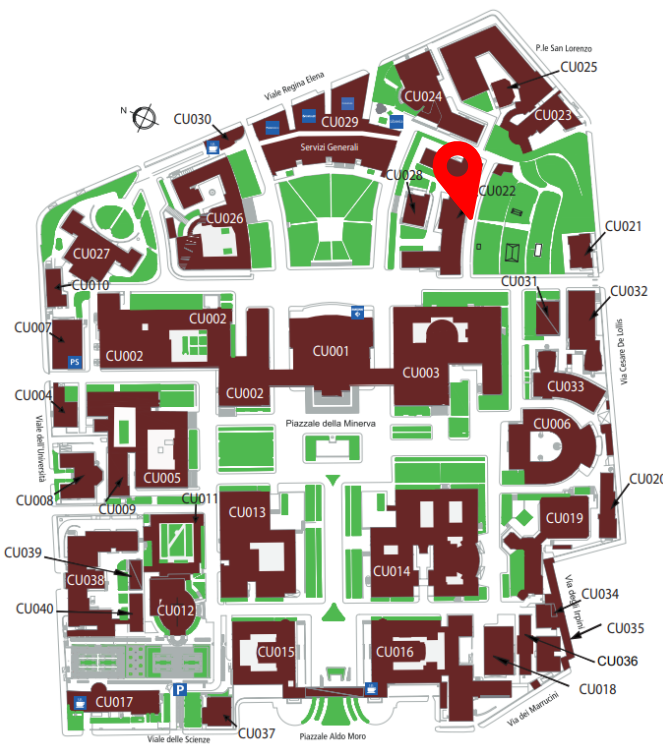 P.le San Lorenzo
CU025
Viale Regina Elena
CU024
N
CU030
CU029
CU023
Servizi Generali
CU028
CU022
CU026
CU021
CU027
CU010
CU031
CU032
CU002
CU007
CU001
CU002
CU003
PS
CU033
Via Cesare De Lollis
CU002
CU004
Piazzale della Minerva
CU006
Viale dell'Università
CU005
CU008
CU009
CU011
CU020
CU013
CU019
CU039
CU038
CU014
CU040
CU012
Via degli Irpini
CU034
CU035
CU015
CU016
CU036
CU018
P
CU017
Via dei Marrucini
CU037
Viale delle Scienze
Piazzale Aldo Moro